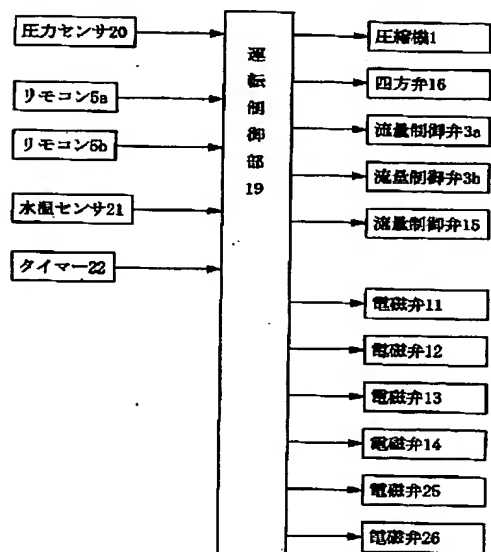 圧力センサ20
リモコン5a
リモコン5b
水温センサ21
タイマー22
運転制御部19
圧縮機1
四方弁16
流量制御弁3a
流量制御弁3b
流量制御弁15
電磁弁11
電磁弁12
電磁弁13
電磁弁14
電磁弁25
電磁弁26